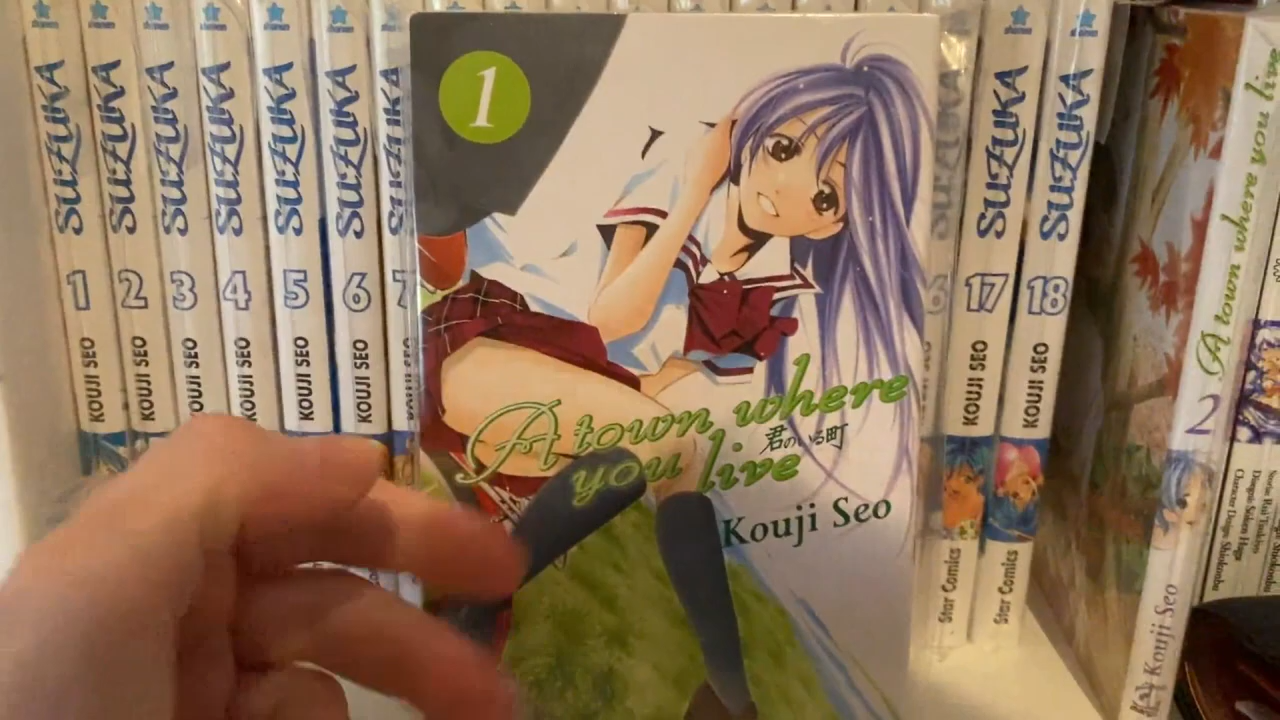 SUZUKA
1
KOUJI SEO
SUZUKA
2
KOUJI SEO
SUZUKA
3
KOUJI SEO
SUZUKA
4
KOUJI SEO
SUZUKA
5
KOUJI SEO
SUZUKA
6
KOUJI SEO
SUZUKA
7
1
A town where
you live
君のいる町
Kouji Seo
SUZUKA
6
SUZUKA
17
KOUJI SEO
Star Comics
SUZUKA
18
KOUJI SEO
Star Comics
A town where you live
2
Kouji Seo